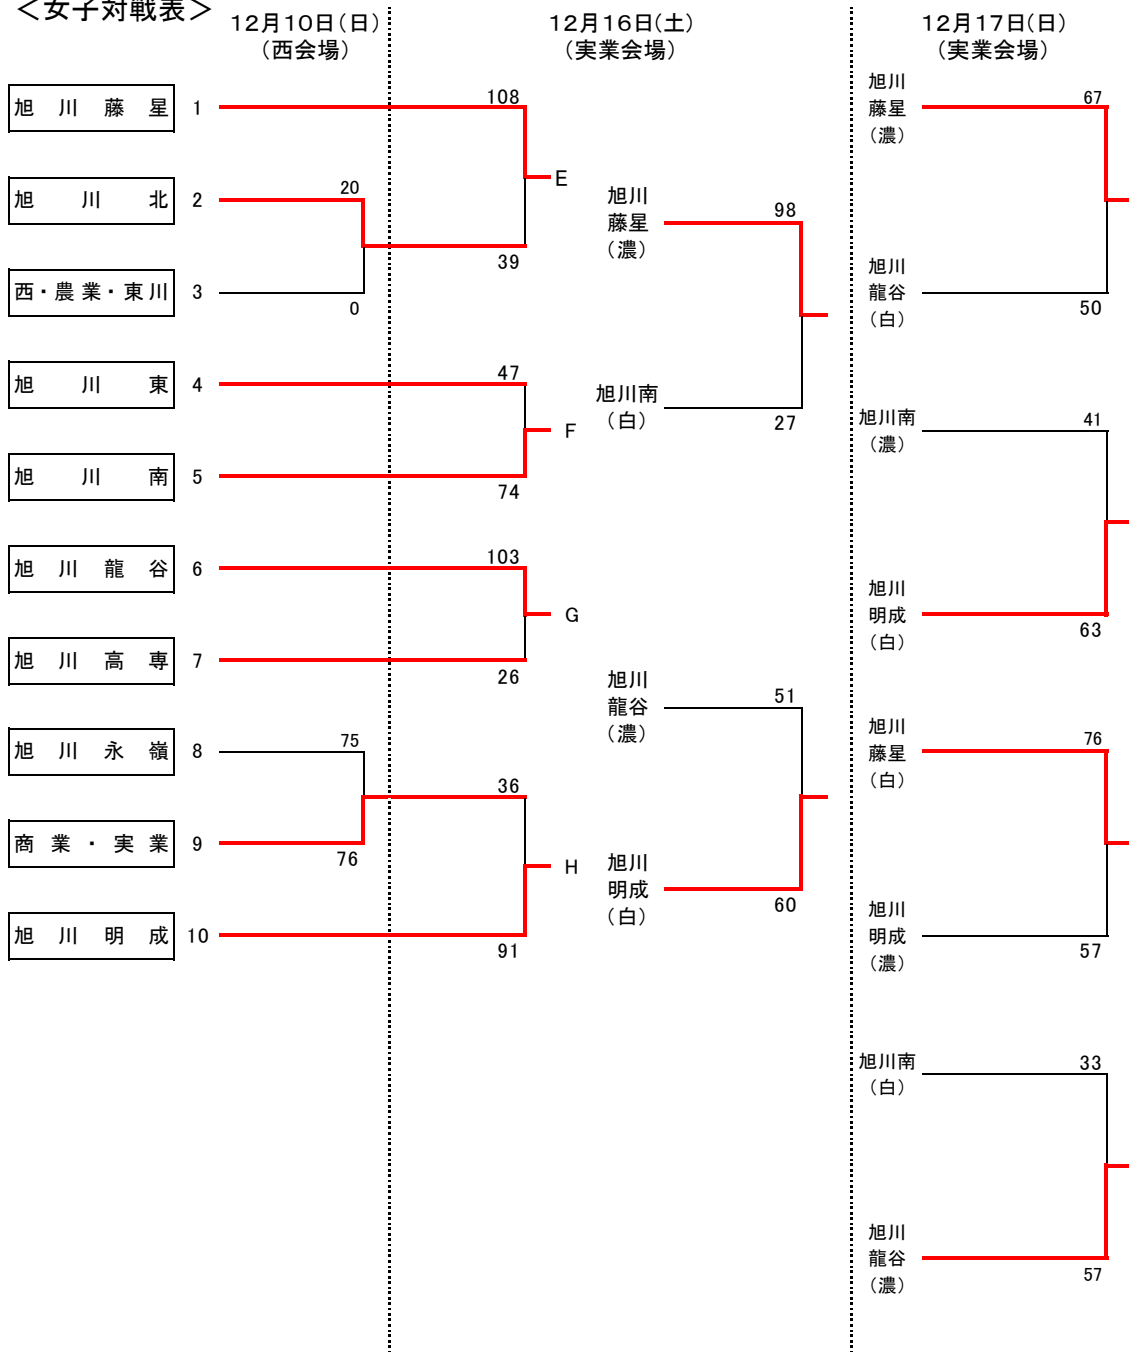 ＜女子対戦表＞
12月10日(日)
(西会場)
12月16日(土)
(実業会場)
12月17日(日)
(実業会場)
旭川藤星 1
旭川北 2
西・農業・東川 3
旭川東 4
旭川南 5
旭川龍谷 6
旭川高専 7
旭川永嶺 8
商業・実業 9
旭川明成 10
20
0
75
76
108
39
E
47
74
F
103
26
G
36
91
H
旭川
藤星
(濃)
98
旭川南
(白)
27
旭川
龍谷
(濃)
51
旭川
明成
(白)
60
旭川
藤星
(濃)
67
旭川
龍谷
(白)
50
旭川南
(濃)
41
旭川
明成
(白)
63
旭川
藤星
(白)
76
旭川
明成
(濃)
57
旭川南
(白)
33
旭川
龍谷
(濃)
57